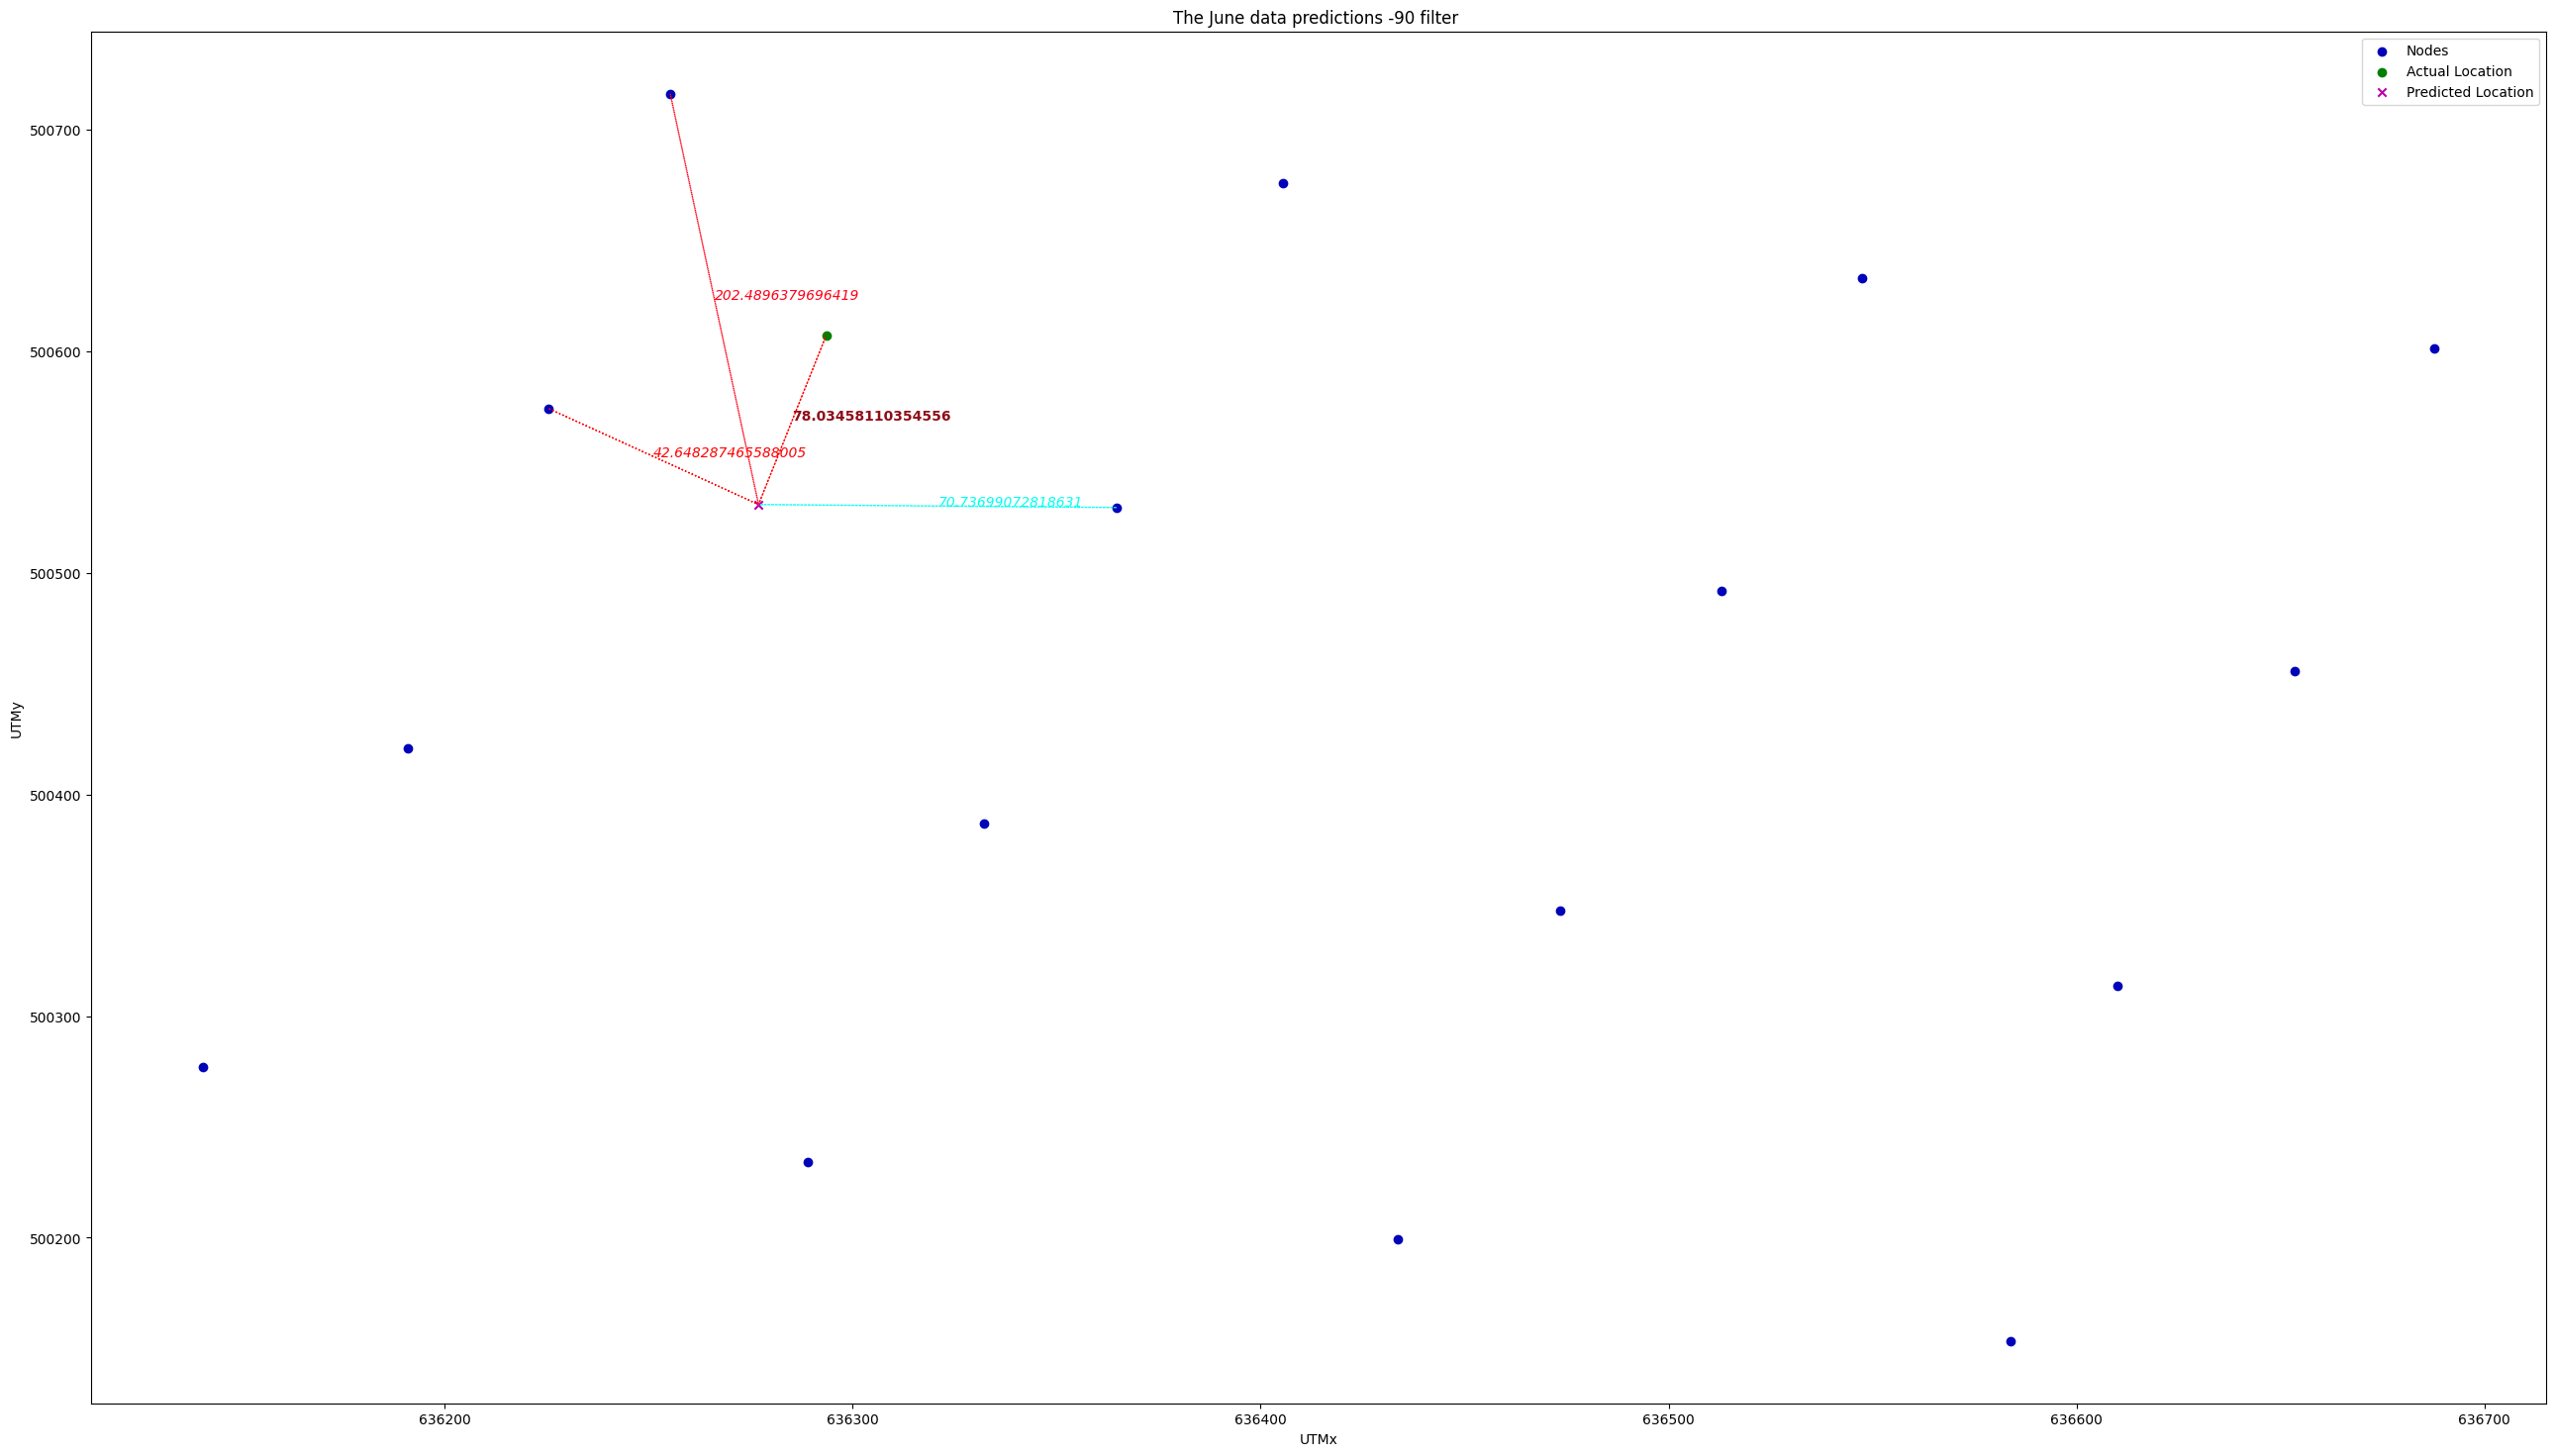 The June data predictions -90 filter
Nodes
Actual Location
Predicted Location
500700
500600
500500
500400
500300
500200
UTMy
202.4896379696419
78.03458110354556
42.648287465588005
70.73699072818631
636200
636300
636400
636500
636600
636700
UTMx